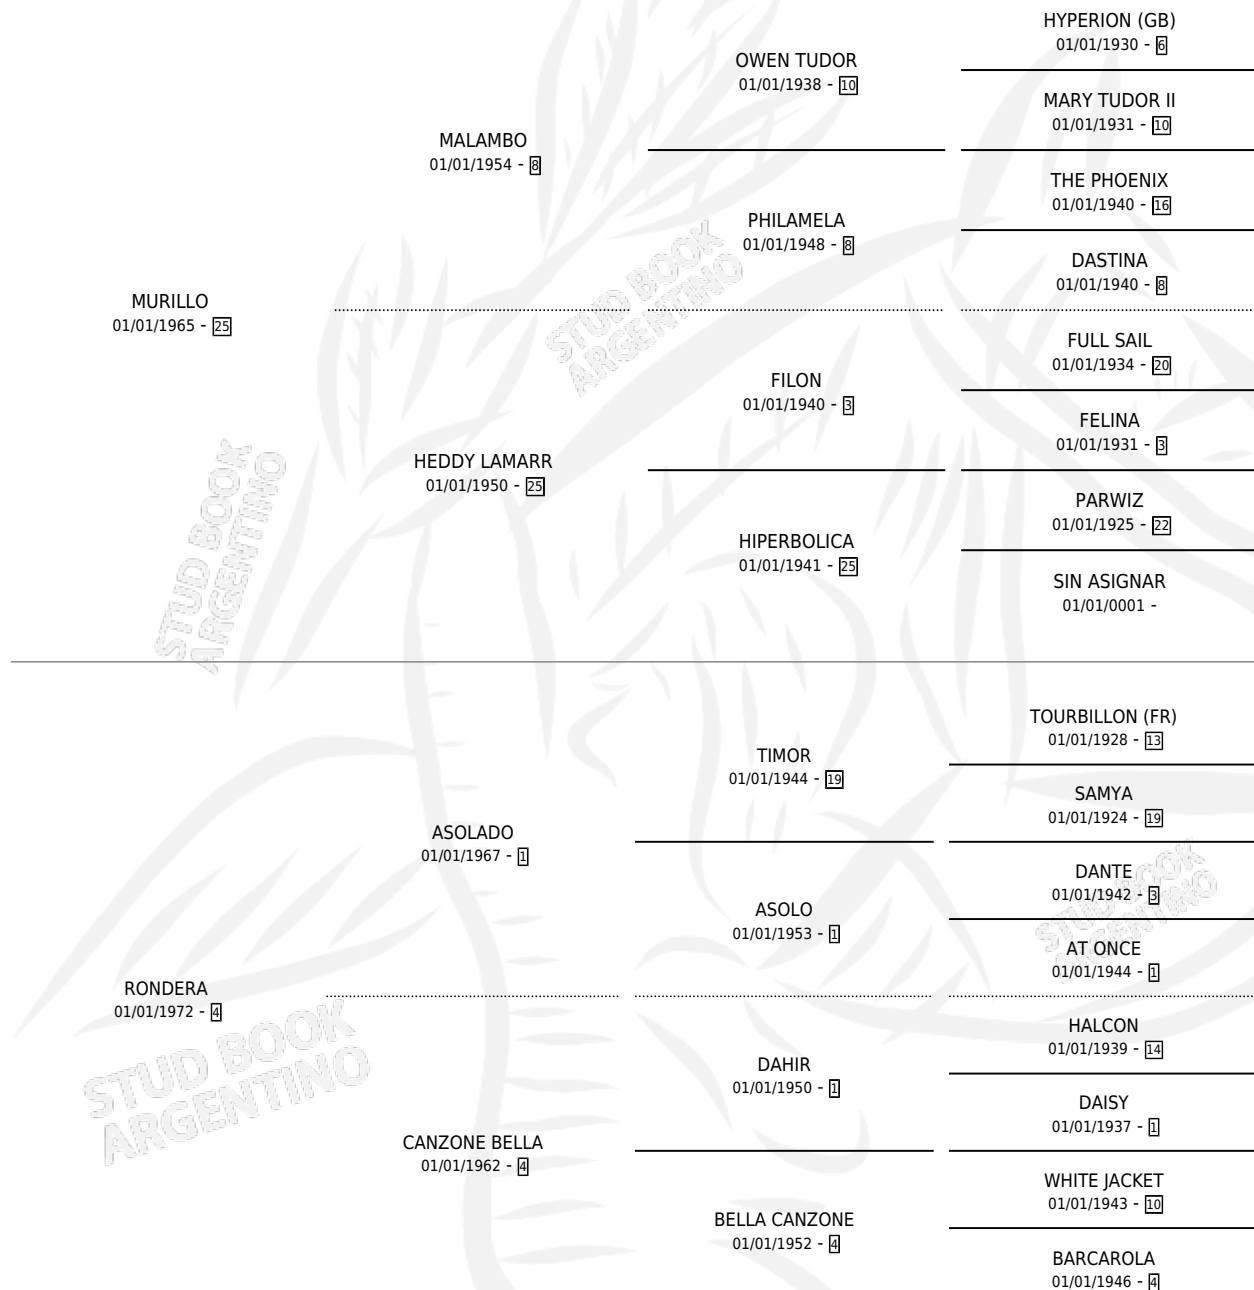 HYPERION (GB)
01/01/1930 - 6
OWEN TUDOR
01/01/1938 - 10
MARY TUDOR II
01/01/1931 - 10
MALAMBO
01/01/1954 - 8
THE PHOENIX
01/01/1940 - 16
PHILAMELA
01/01/1948 - 8
DASTINA
01/01/1940 - 8
MURILLO
01/01/1965 - 25
FULL SAIL
01/01/1934 - 20
FILON
01/01/1940 - 3
FELINA
01/01/1931 - 3
HEDDY LAMARR
01/01/1950 - 25
PARWIZ
01/01/1925 - 22
HIPERBOLICA
01/01/1941 - 25
SIN ASIGNAR
01/01/0001 -
TOURBILLON (FR)
01/01/1928 - 13
TIMOR
01/01/1944 - 19
SAMYA
01/01/1924 - 19
ASOLADO
01/01/1967 - 1
DANTE
01/01/1942 - 3
ASOLO
01/01/1953 - 1
AT ONCE
01/01/1944 - 1
RONDERA
01/01/1972 - 4
HALCON
01/01/1939 - 14
DAHIR
01/01/1950 - 1
DAISY
01/01/1937 - 1
CANZONE BELLA
01/01/1962 - 4
WHITE JACKET
01/01/1943 - 10
BELLA CANZONE
01/01/1952 - 4
BARCAROLA
01/01/1946 - 4
STUD BOOK
ARGENTINO
STUD BOOK
ARGENTINO
STUD BOOK
ARGENTINO
STUD BOOK
ARGENTINO